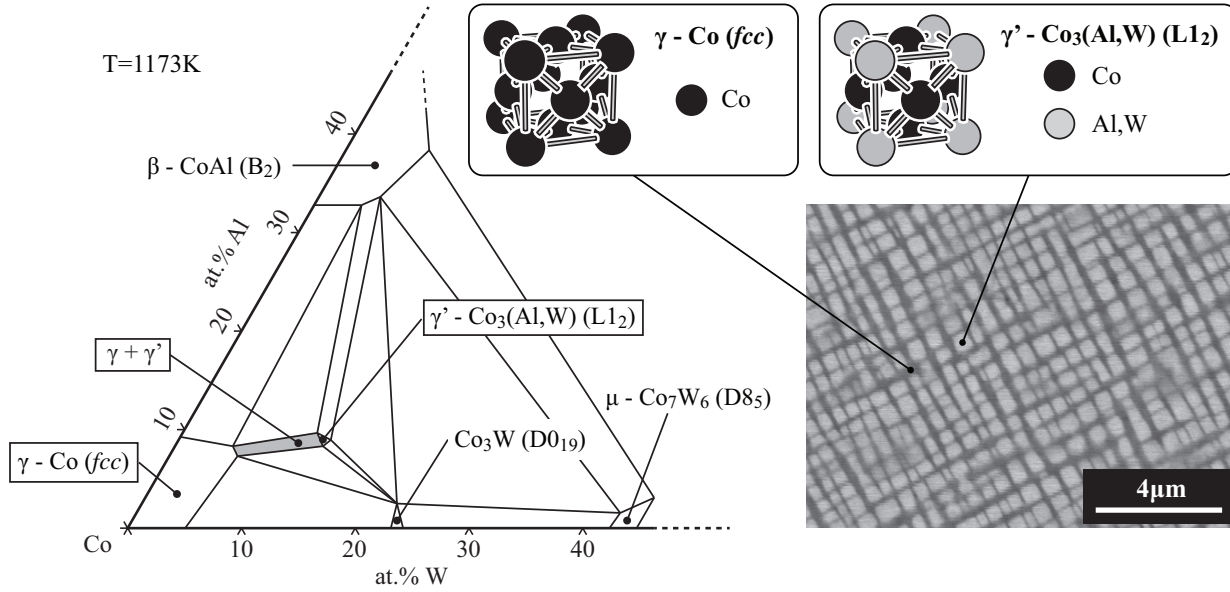 T=1173K
γ - Co (fcc)
Co
γ’ - Co₃(Al,W) (L1₂)
Co
Al,W
40
β - CoAl (B₂)
30
at.% Al
20
γ’ - Co₃(Al,W) (L1₂)
γ + γ’
10
μ - Co₇W₆ (D8₅)
Co₃W (D0₁₉)
γ - Co (fcc)
4μm
Co
10
20
30
40
at.% W